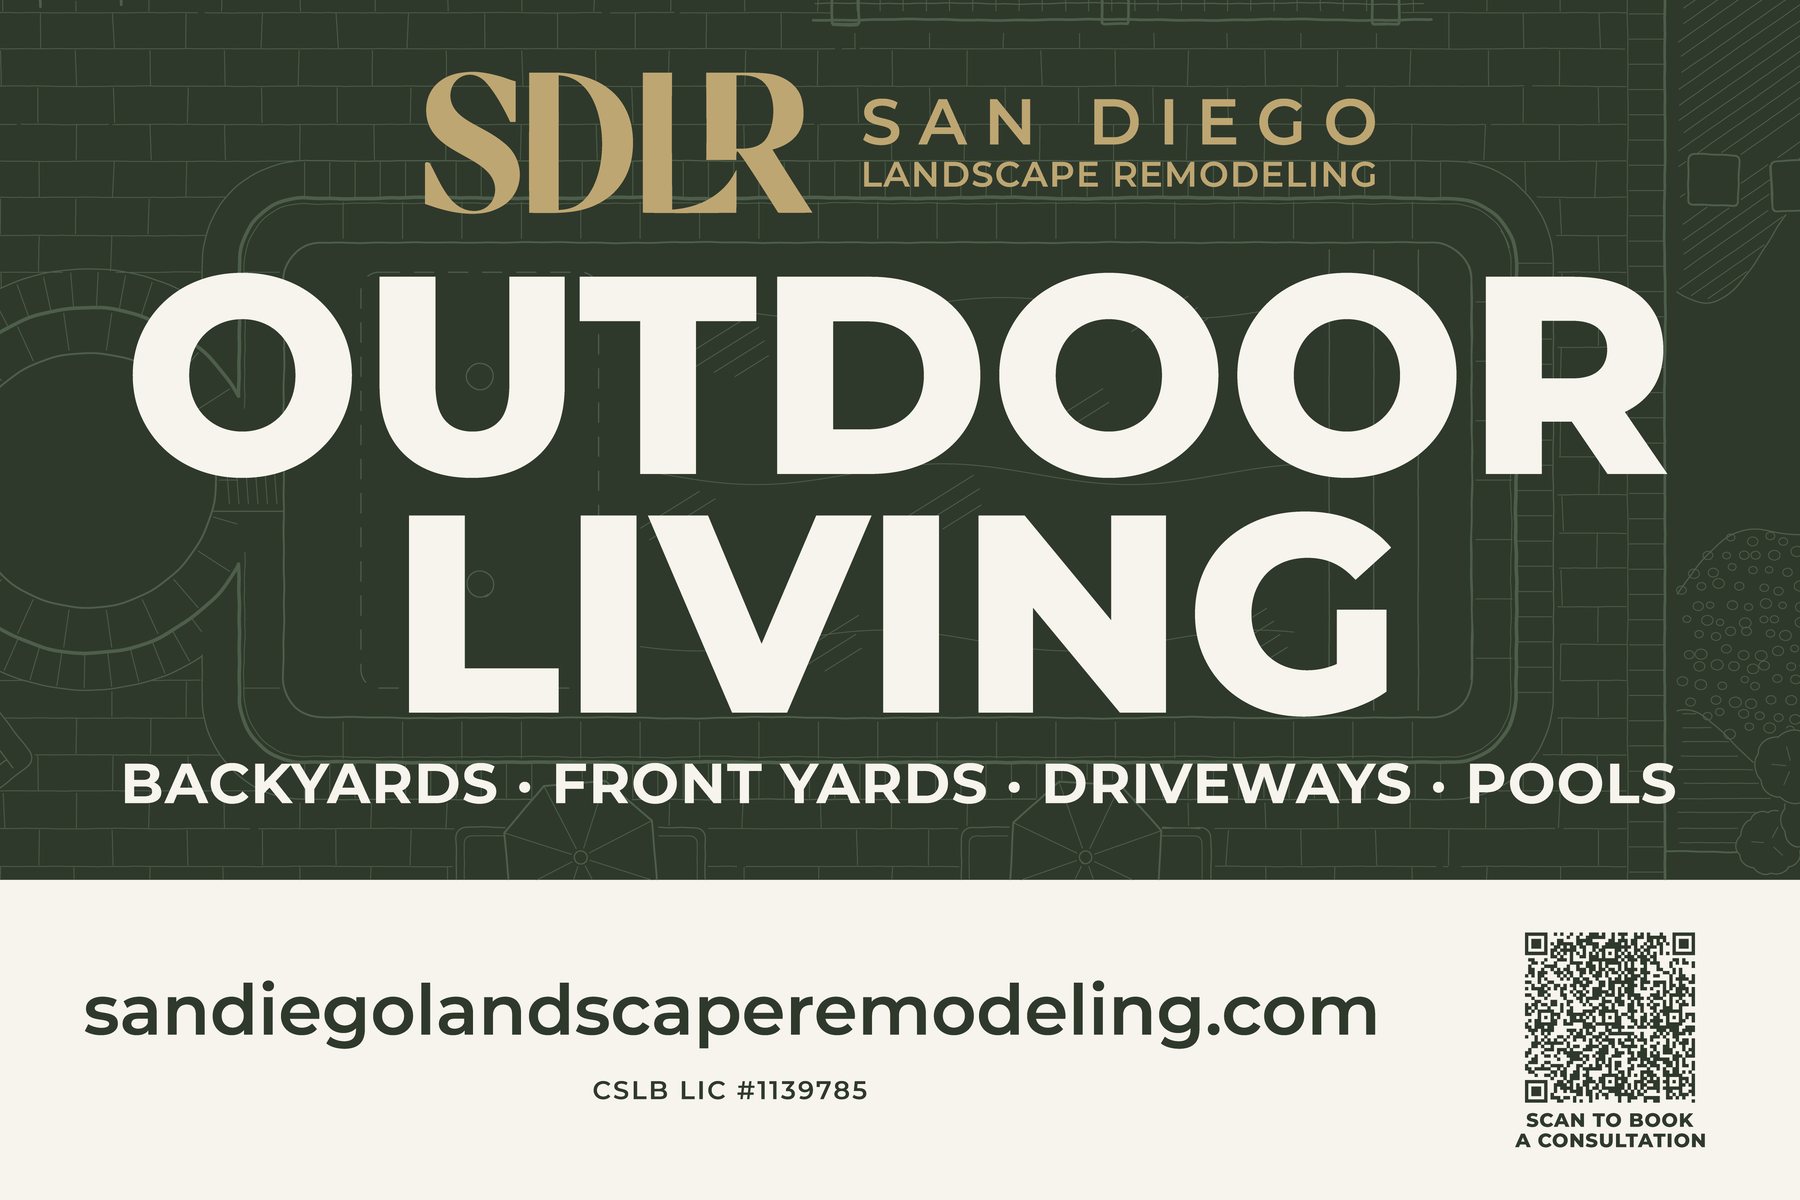 SDLR
SAN DIEGO
LANDSCAPE REMODELING
OUTDOOR
LIVING
BACKYARDS · FRONT YARDS · DRIVEWAYS · POOLS
sandiegolandscaperemodeling.com
CSLB LIC #1139785
SCAN TO BOOK
A CONSULTATION